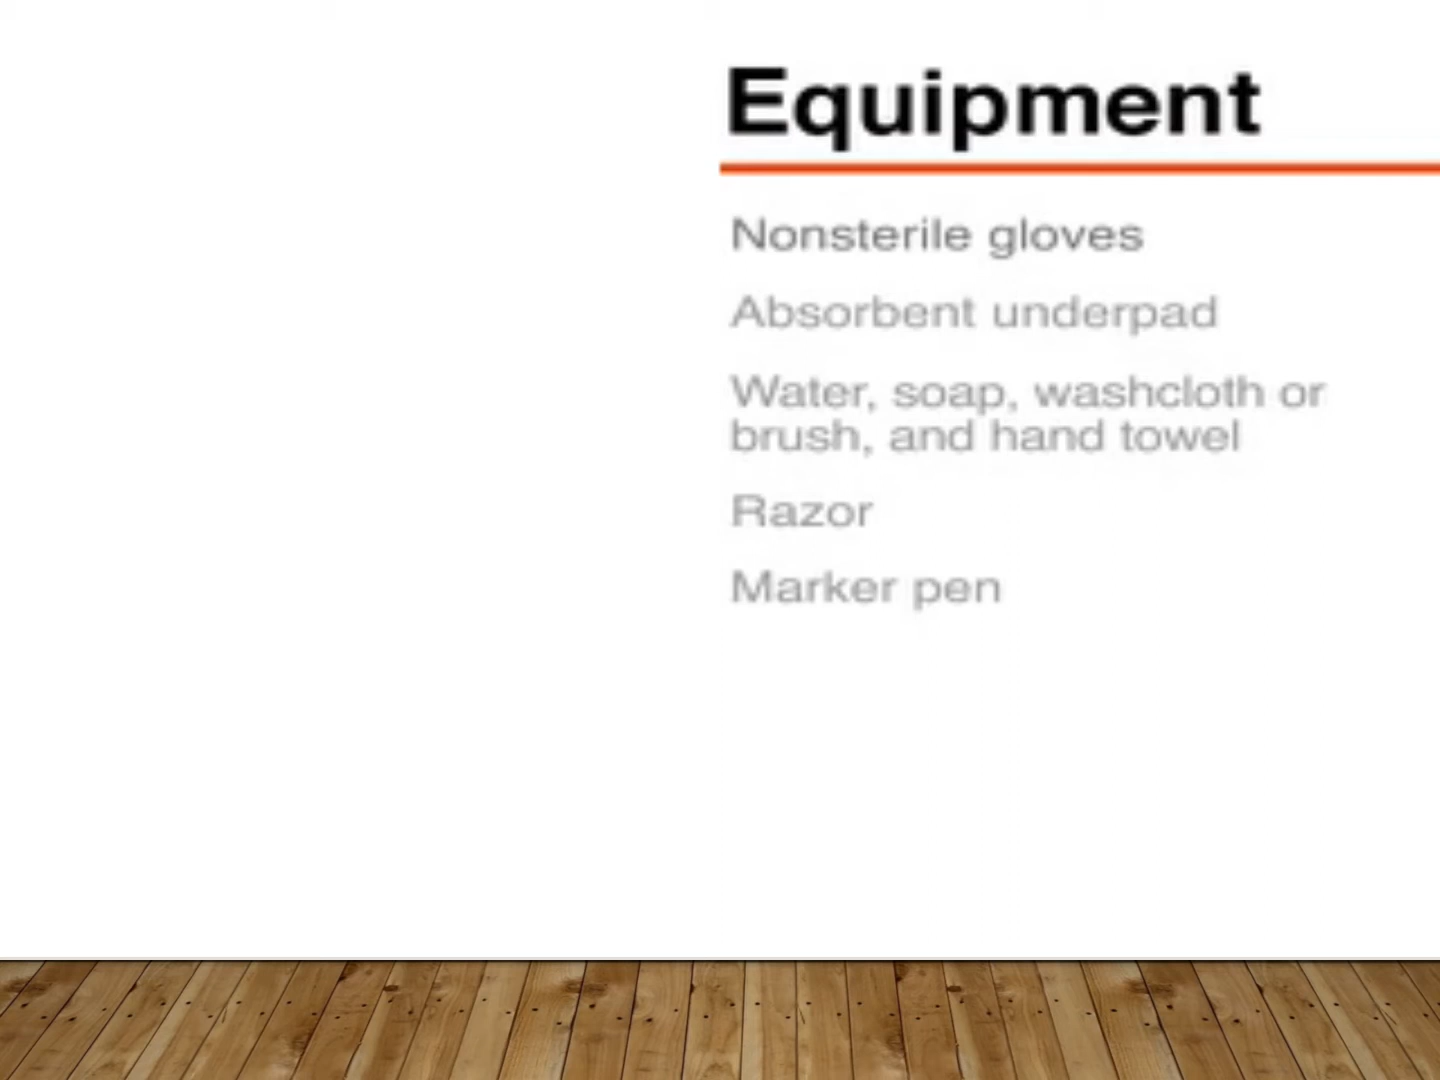 Equipment
Nonsterile gloves
Absorbent underpad
Water, soap, washcloth or
brush, and hand towel
Razor
Marker pen